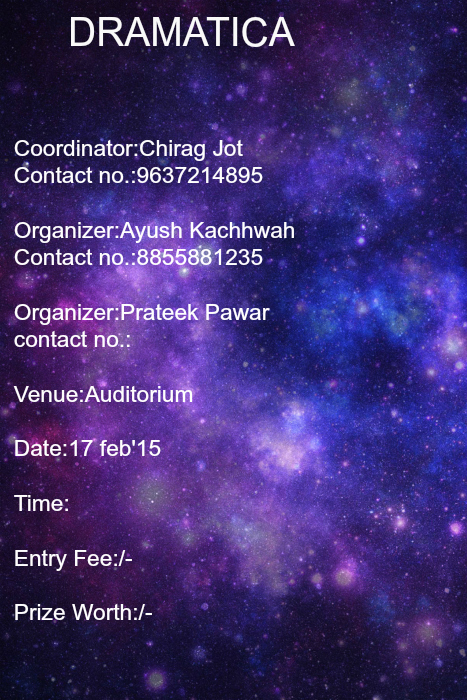 DRAMATICA
Coordinator:Chirag Jot
Contact no.:9637214895
Organizer:Ayush Kachhwah
Contact no.:8855881235
Organizer:Prateek Pawar
contact no.:
Venue:Auditorium
Date:17 feb'15
Time:
Entry Fee:/-
Prize Worth:/-